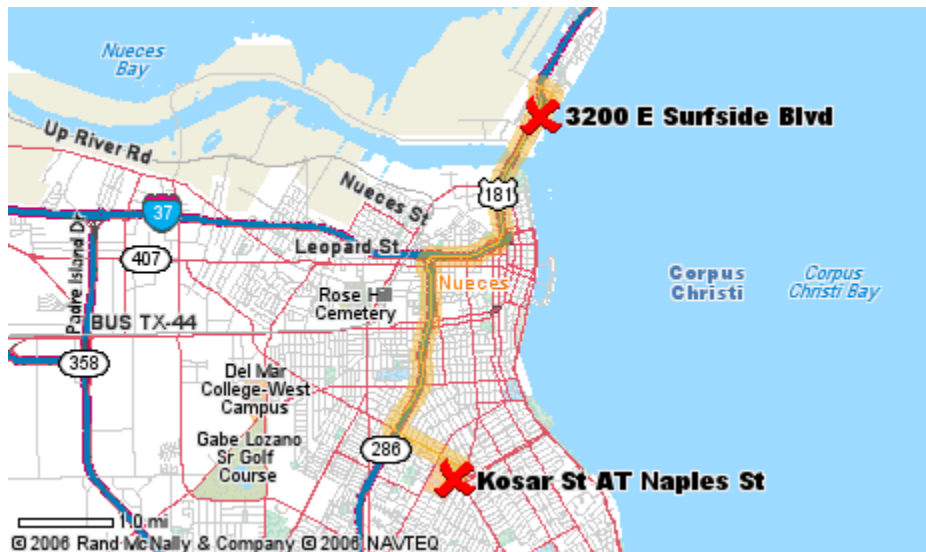 Nueces
Bay
3200 E Surfside Blvd
Up River Rd
Nueces St
181
37
Leopard St
407
Padre Island Dr
Nueces
Corpus
Christi
Corpus
Christi Bay
Rose Hill
Cemetery
BUS TX-44
358
Del Mar
College-West
Campus
Gabe Lozano
Sr Golf
Course
286
Kosar St AT Naples St
1.0 mi
© 2006 Rand McNally & Company © 2006 NAVTEQ